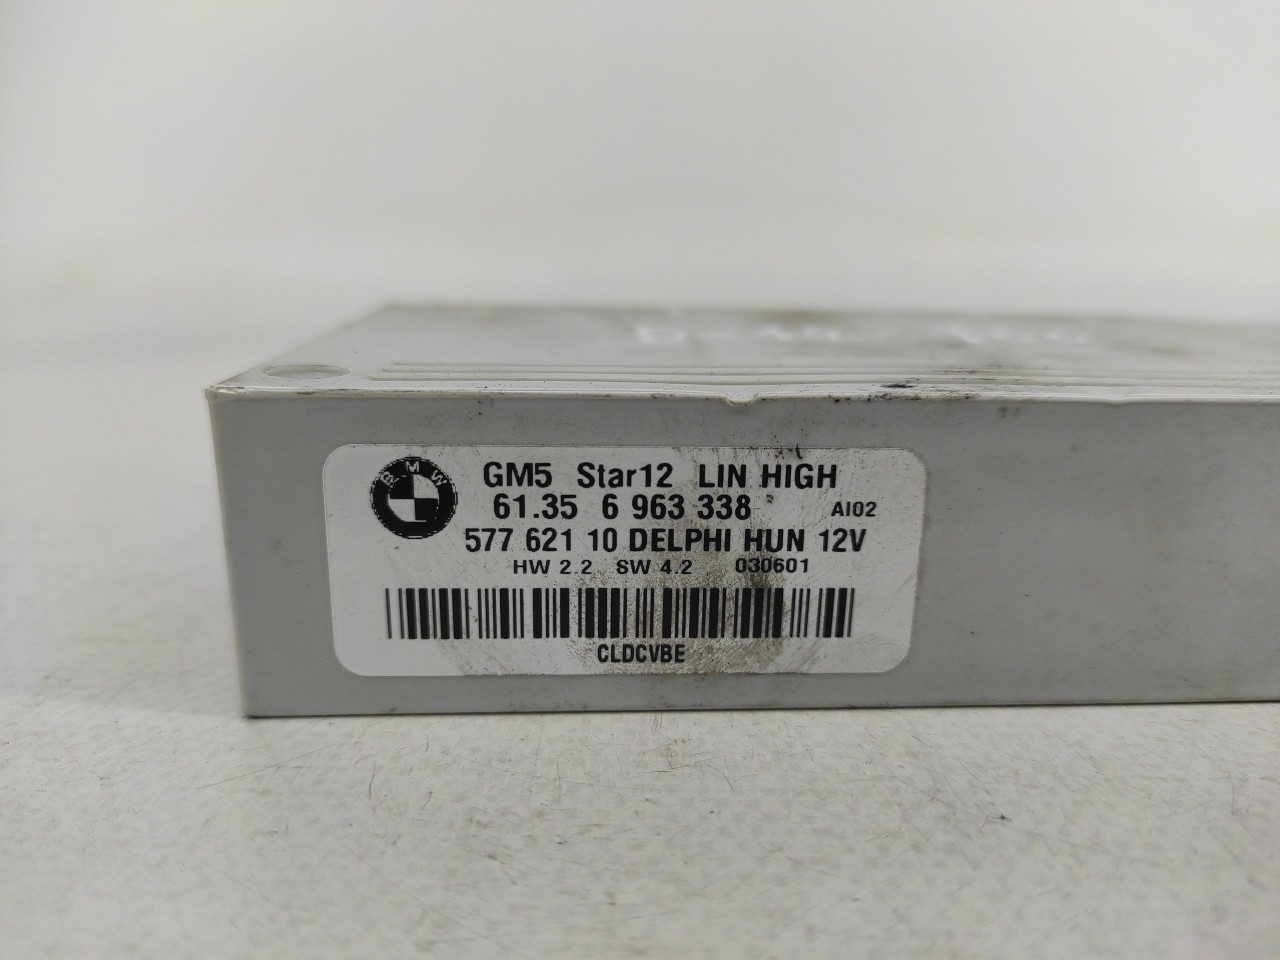 BMW
GM5 Star12 LIN HIGH
61.35 6 963 338 AI02
577 621 10 DELPHI HUN 12V
HW 2.2 SW 4.2 030601
CLDCVBE